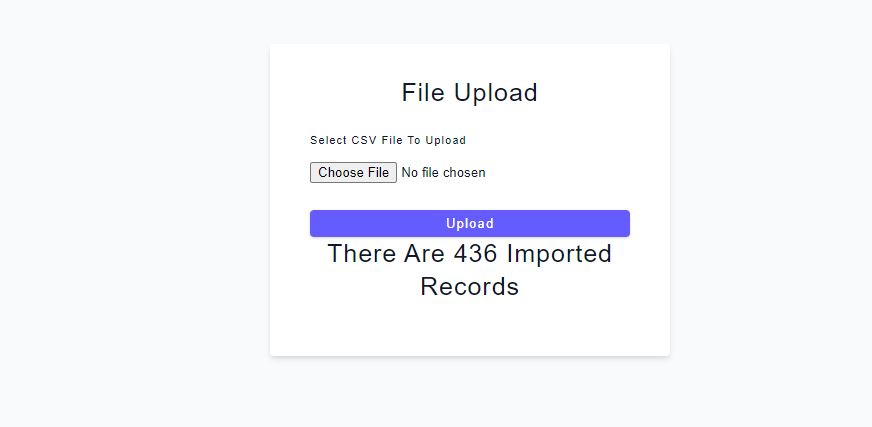 File Upload
Select CSV File To Upload
Choose File No file chosen
Upload
There Are 436 Imported
Records